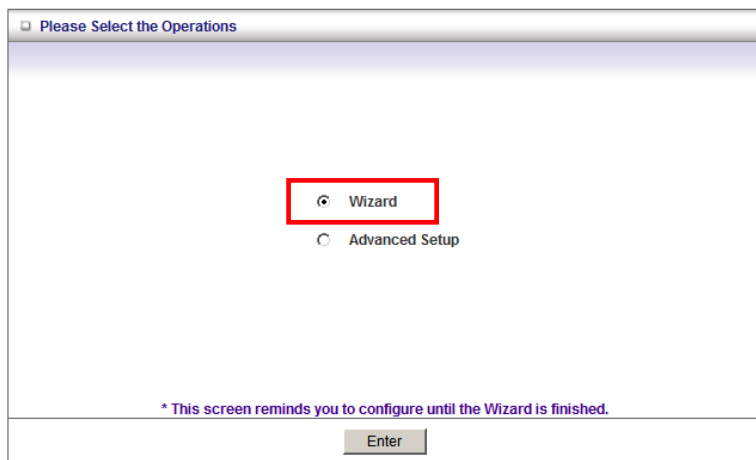 Please Select the Operations
Wizard
Advanced Setup
* This screen reminds you to configure until the Wizard is finished.
Enter